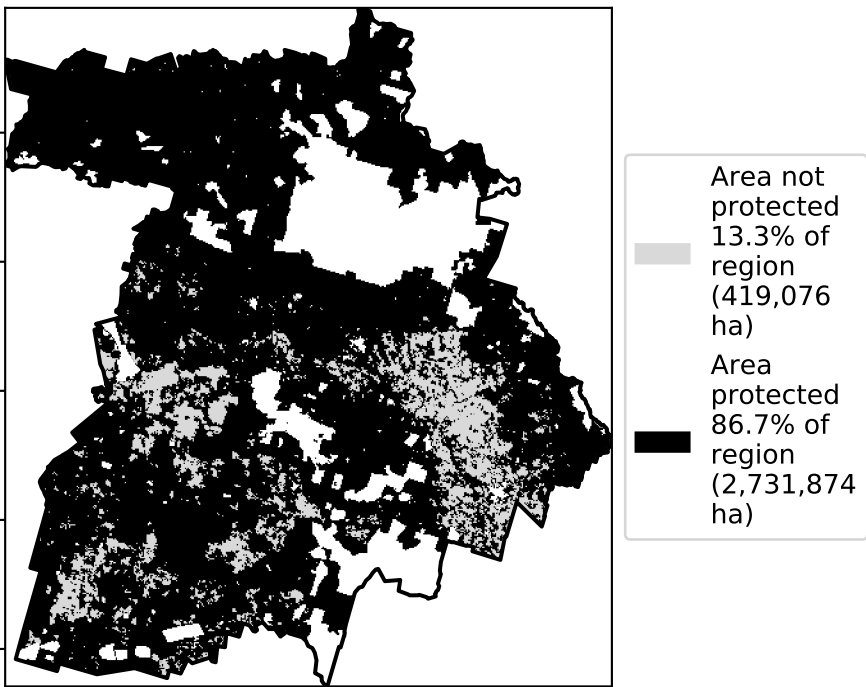 Area not
protected
13.3% of
region
(419,076
ha)
Area
protected
86.7% of
region
(2,731,874
ha)